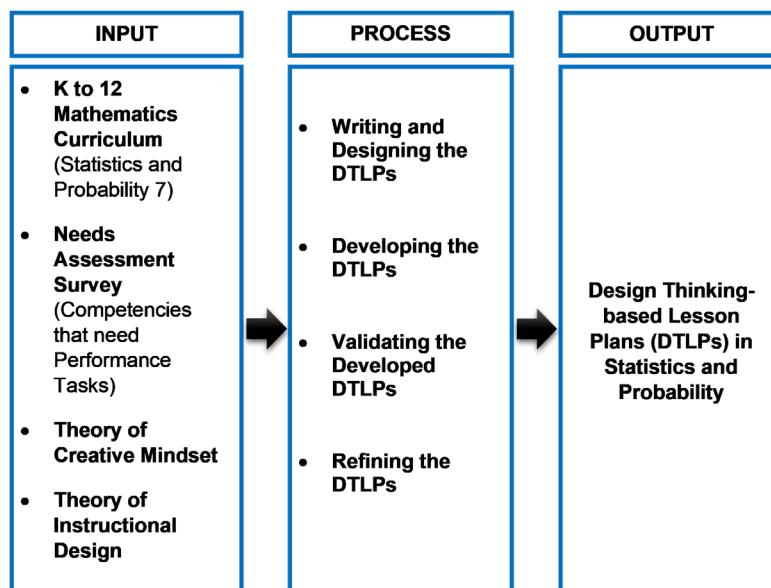 INPUT
PROCESS
OUTPUT
• K to 12
Mathematics
Curriculum
(Statistics and
Probability 7)
• Needs
Assessment
Survey
(Competencies
that need
Performance
Tasks)
• Theory of
Creative Mindset
• Theory of
Instructional
Design
• Writing and
Designing the
DTLPs
• Developing the
DTLPs
• Validating the
Developed
DTLPs
• Refining the
DTLPs
Design Thinking-
based Lesson
Plans (DTLPs) in
Statistics and
Probability